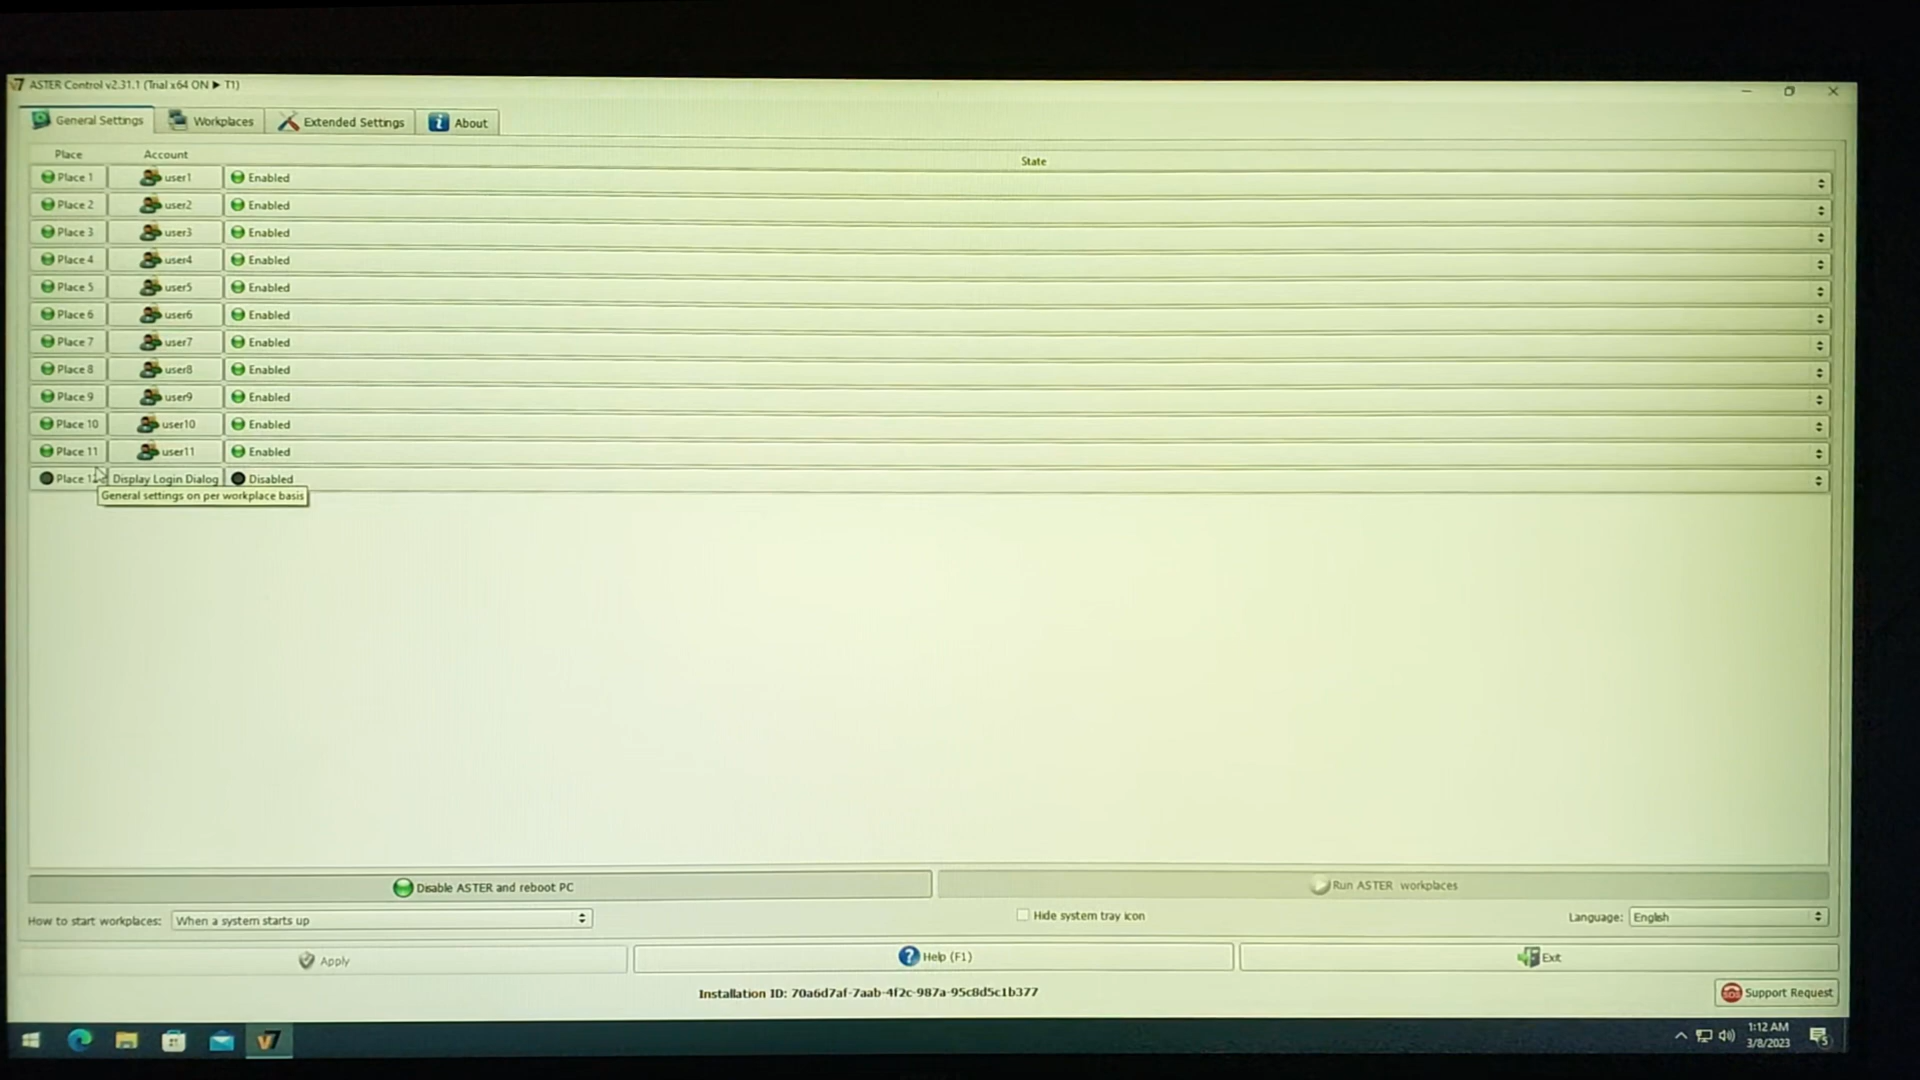 ASTER Control v2.31.1 (Trial x64 ON ▶ T1)
General Settings Workplaces Extended Settings About
Place Account State
Place 1 user1 Enabled
Place 2 user2 Enabled
Place 3 user3 Enabled
Place 4 user4 Enabled
Place 5 user5 Enabled
Place 6 user6 Enabled
Place 7 user7 Enabled
Place 8 user8 Enabled
Place 9 user9 Enabled
Place 10 user10 Enabled
Place 11 user11 Enabled
Place 12 Display Login Dialog Disabled
General settings on per workplace basis
Disable ASTER and reboot PC Run ASTER workplaces
How to start workplaces: When a system starts up Hide system tray icon Language: English
Apply Help (F1) Exit
Installation ID: 70a6d7af-7aab-4f2c-987a-95c8d5c1b377
Support Request
1:12 AM
3/8/2023
5